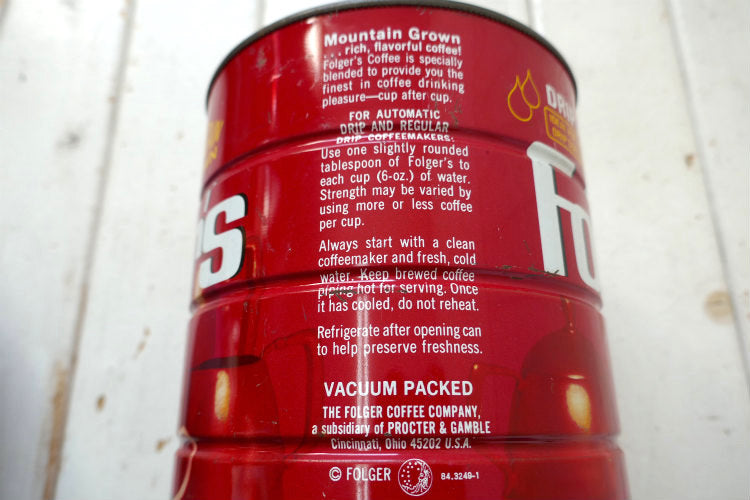 Mountain Grown
. . . rich, flavorful coffee!
Folger's Coffee is specially
blended to provide you the
finest in coffee drinking
pleasure—cup after cup.
FOR AUTOMATIC
DRIP AND REGULAR
DRIP COFFEEMAKERS:
Use one slightly rounded
tablespoon of Folger's to
each cup (6-oz.) of water.
Strength may be varied by
using more or less coffee
per cup.
Always start with a clean
coffeemaker and fresh, cold
water. Keep brewed coffee
piping hot for serving. Once
it has cooled, do not reheat.
Refrigerate after opening can
to help preserve freshness.
VACUUM PACKED
THE FOLGER COFFEE COMPANY,
a subsidiary of PROCTER & GAMBLE
Cincinnati, Ohio 45202 U.S.A.
© FOLGER 84.3249-1
's
DRIP
Fo